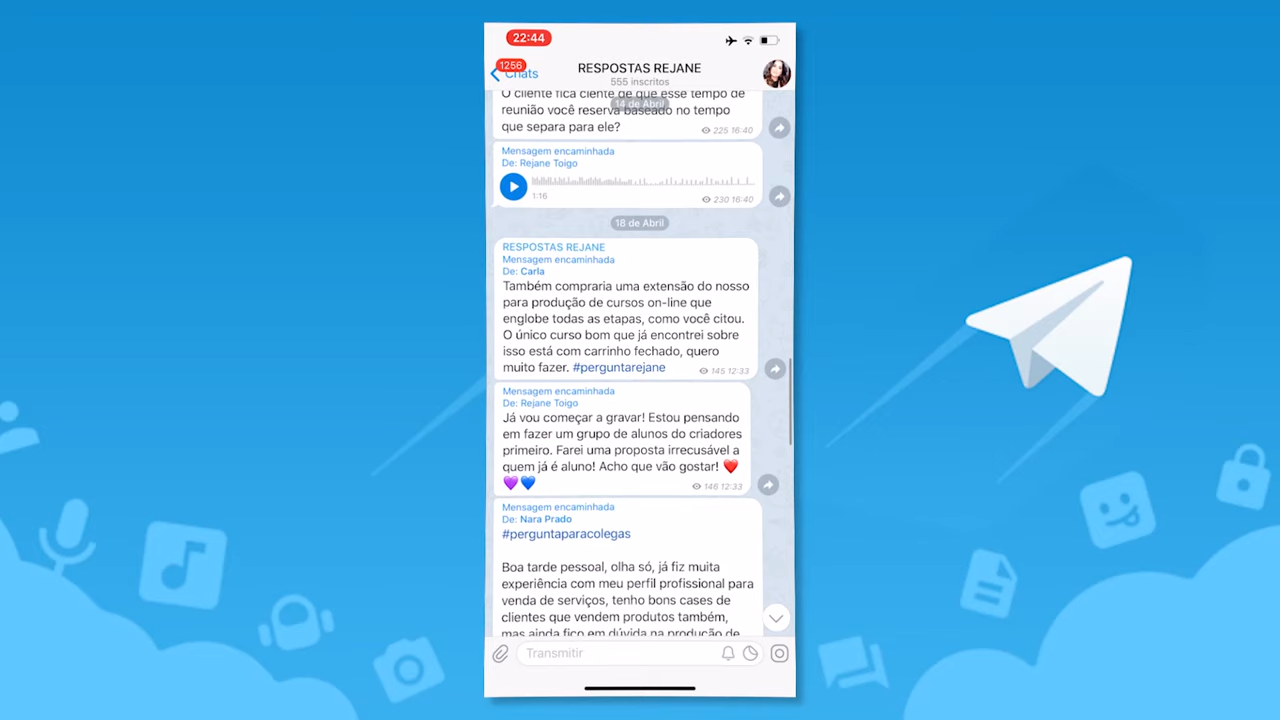 22:44
1256
Chats
RESPOSTAS REJANE
555 inscritos
O cliente fica ciente de que esse tempo de
14 de Abril
reunião você reserva baseado no tempo
que separa para ele?
225 16:40
Mensagem encaminhada
De: Rejane Toigo
1:16
230 16:40
18 de Abril
RESPOSTAS REJANE
Mensagem encaminhada
De: Carla
Também compraria uma extensão do nosso
para produção de cursos on-line que
englobe todas as etapas, como você citou.
O único curso bom que já encontrei sobre
isso está com carrinho fechado, quero
muito fazer. #perguntarejane
145 12:33
Mensagem encaminhada
De: Rejane Toigo
Já vou começar a gravar! Estou pensando
em fazer um grupo de alunos do criadores
primeiro. Farei uma proposta irrecusável a
quem já é aluno! Acho que vão gostar! ❤️
💜💙
146 12:33
Mensagem encaminhada
De: Nara Prado
#perguntaparacolegas
Boa tarde pessoal, olha só, já fiz muita
experiência com meu perfil profissional para
venda de serviços, tenho bons cases de
clientes que vendem produtos também,
mas ainda fico em dúvida na produção de
Transmitir